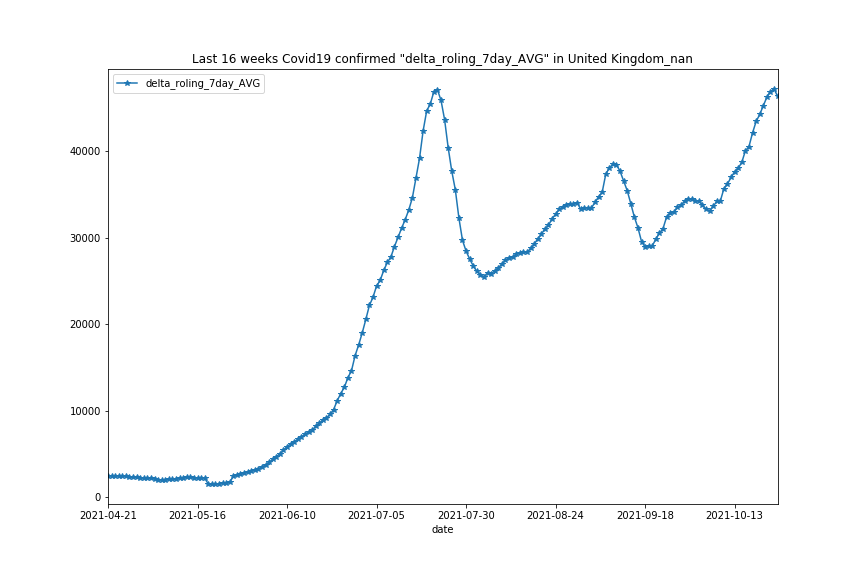 Last 16 weeks Covid19 confirmed "delta_roling_7day_AVG" in United Kingdom_nan
delta_roling_7day_AVG
40000
30000
20000
10000
0
2021-04-21 2021-05-16 2021-06-10 2021-07-05 2021-07-30 2021-08-24 2021-09-18 2021-10-13
date